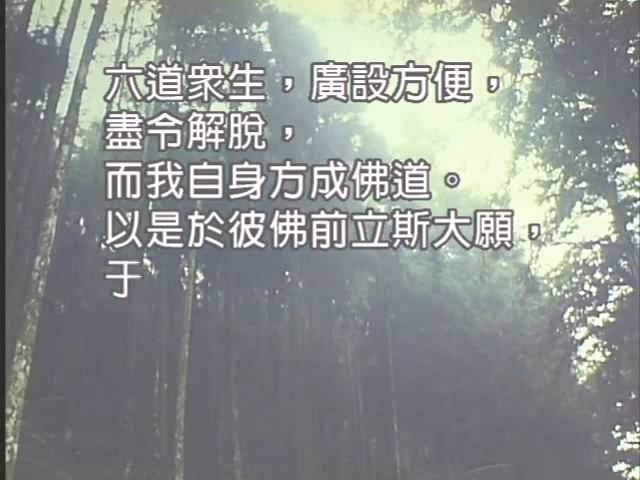 六道眾生，廣設方便，
盡令解脫，
而我自身方成佛道。
以是於彼佛前立斯大願，
于